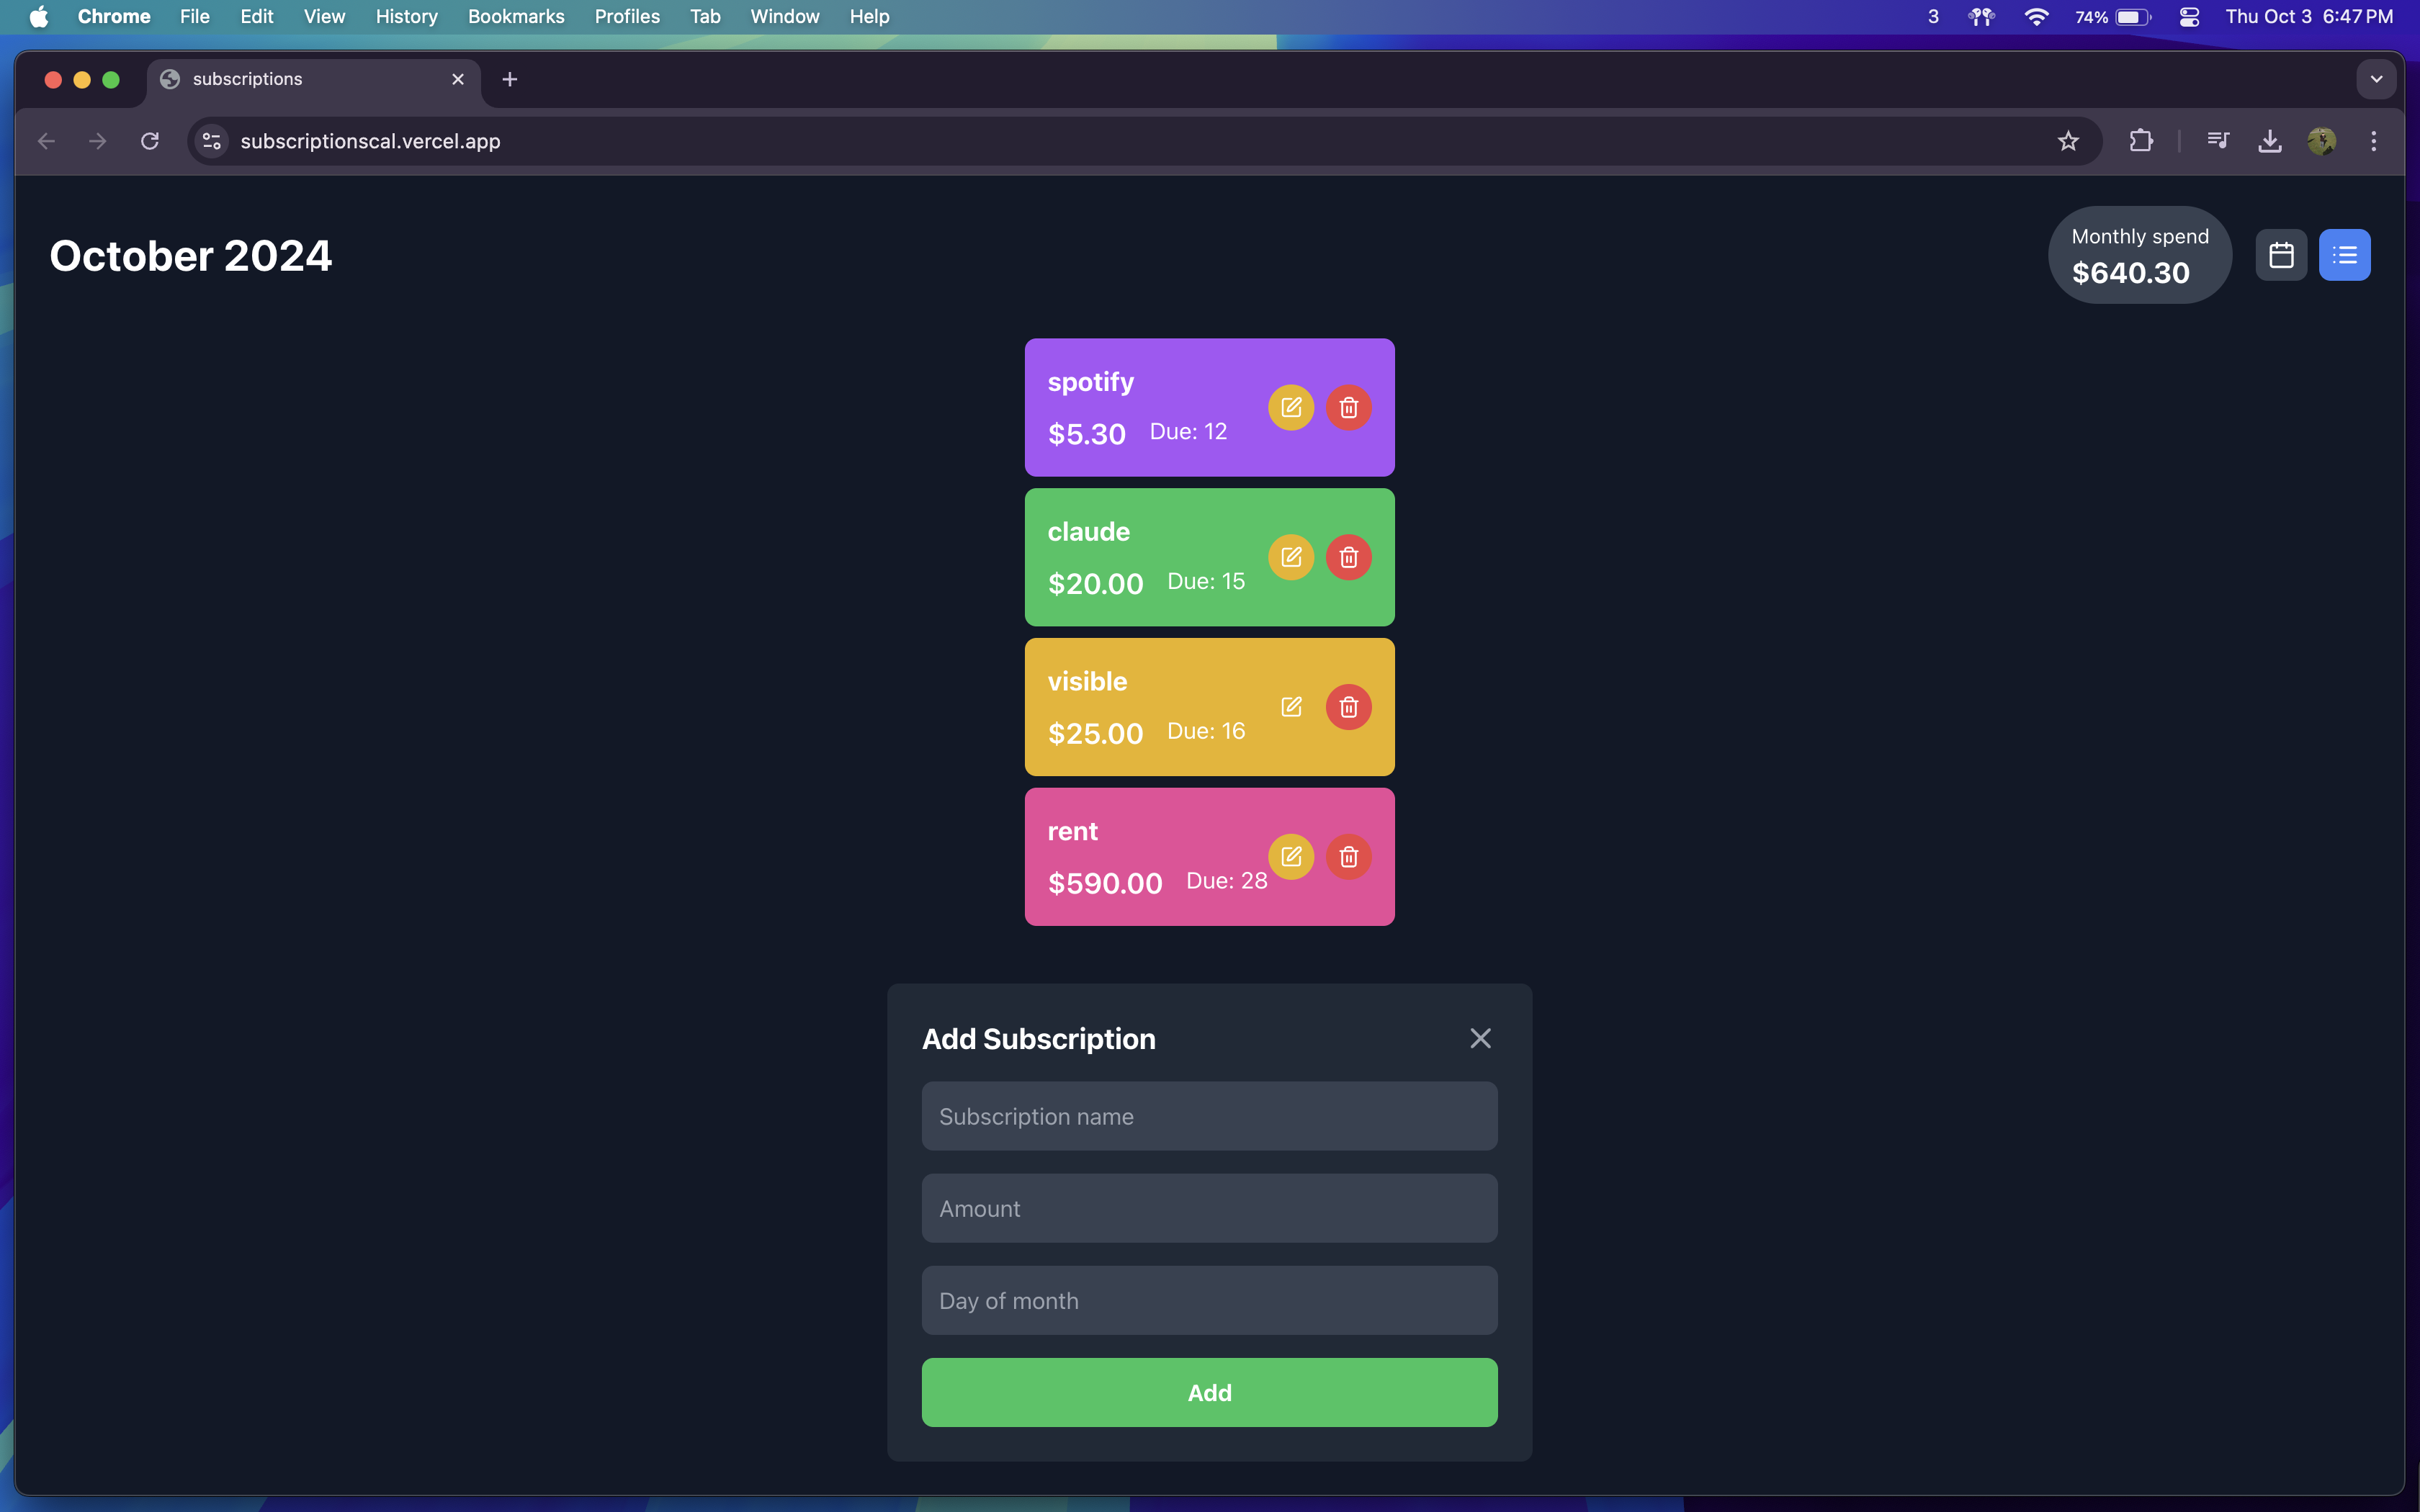 Chrome File Edit View History Bookmarks Profiles Tab Window Help 3 74% Thu Oct 3 6:47 PM
subscriptions
subscriptionscal.vercel.app
October 2024
Monthly spend
$640.30
spotify
$5.30 Due: 12
claude
$20.00 Due: 15
visible
$25.00 Due: 16
rent
$590.00 Due: 28
Add Subscription
Subscription name
Amount
Day of month
Add